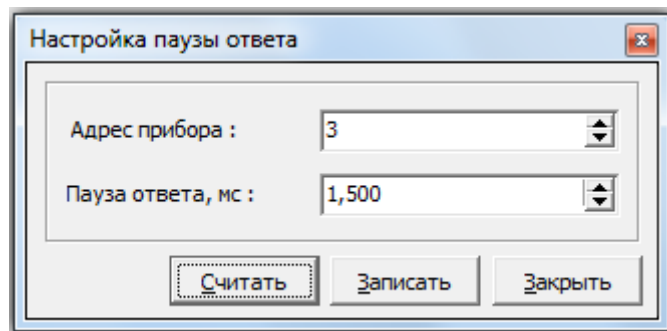 Настройка паузы ответа
Адрес прибора : 3
Пауза ответа, мс : 1,500
Считать Записать Закрыть